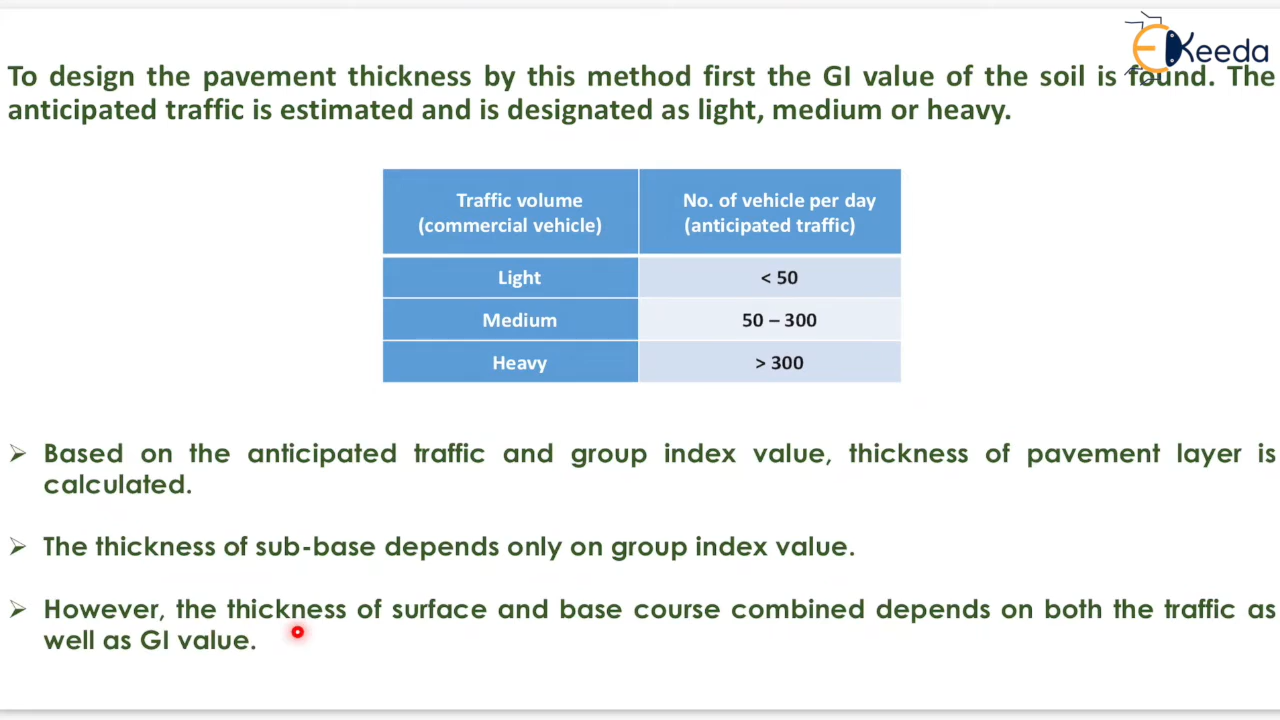 Keeda
To design the pavement thickness by this method first the GI value of the soil is found. The
anticipated traffic is estimated and is designated as light, medium or heavy.
Traffic volume
(commercial vehicle)
No. of vehicle per day
(anticipated traffic)
Light
< 50
Medium
50 – 300
Heavy
> 300
➢ Based on the anticipated traffic and group index value, thickness of pavement layer is
calculated.
➢ The thickness of sub-base depends only on group index value.
➢ However, the thickness of surface and base course combined depends on both the traffic as
well as GI value.